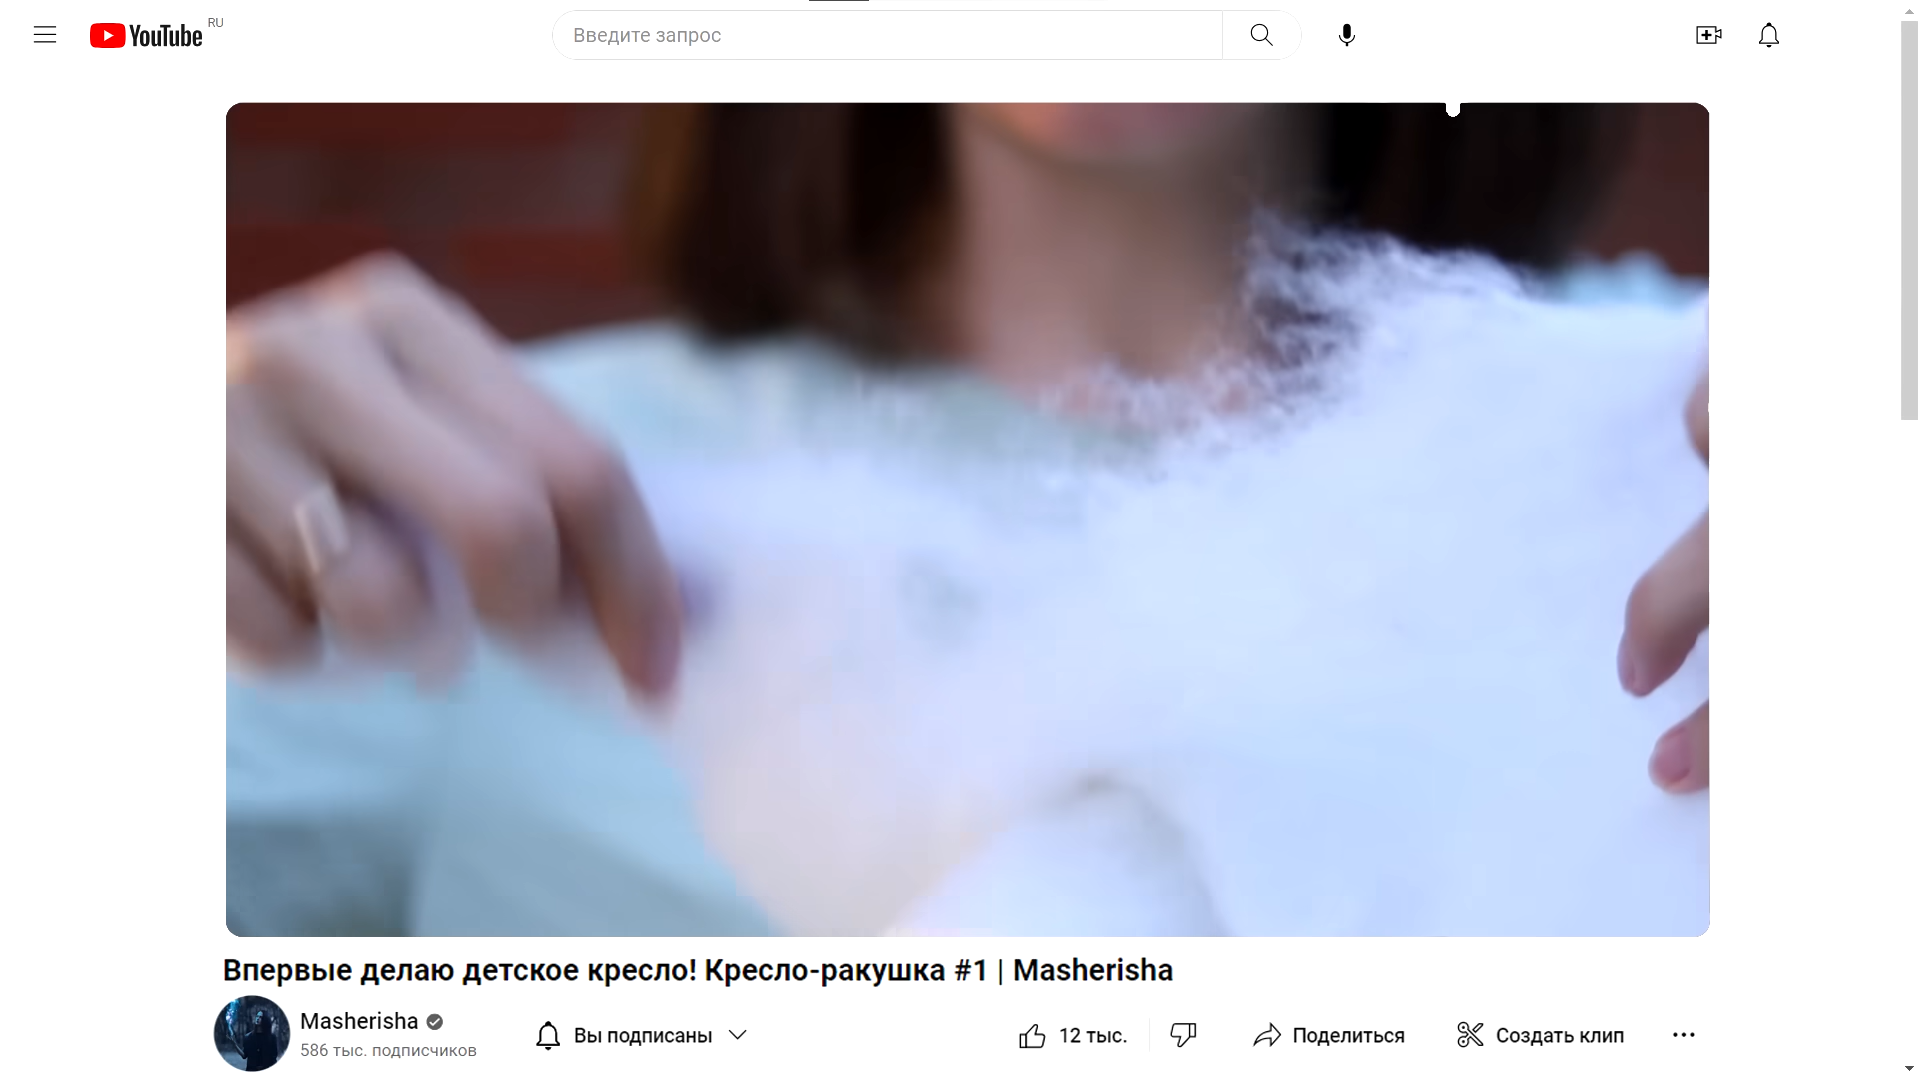 YouTube RU
Введите запрос
Впервые делаю детское кресло! Кресло-ракушка #1 | Masherisha
Masherisha
586 тыс. подписчиков
Вы подписаны
12 тыс.
Поделиться
Создать клип